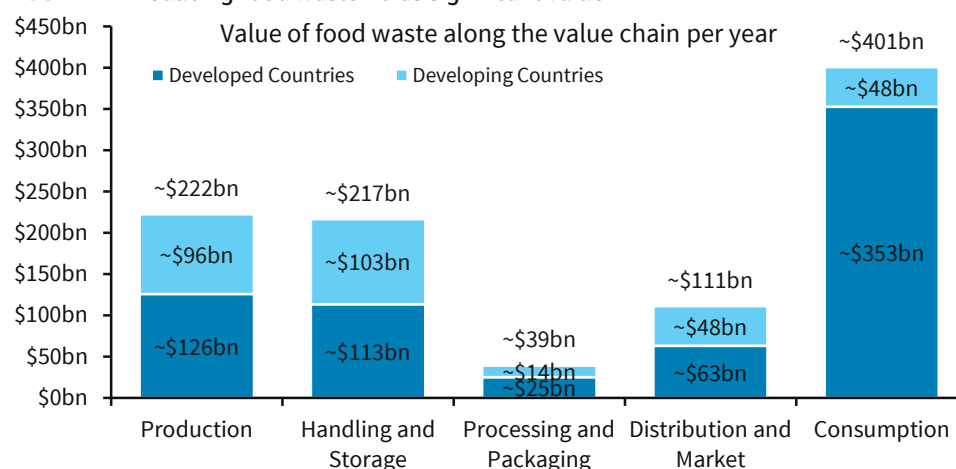 $450bn
Value of food waste along the value chain per year
~$401bn
$400bn
Developed Countries
Developing Countries
~$48bn
$350bn
$300bn
$250bn
~$222bn
~$217bn
$200bn
~$96bn
~$103bn
~$353bn
$150bn
~$111bn
$100bn
~$126bn
~$113bn
~$39bn
~$48bn
$50bn
~$14bn
~$63bn
~$25bn
$0bn
Production
Handling and
Storage
Processing and
Packaging
Distribution and
Market
Consumption